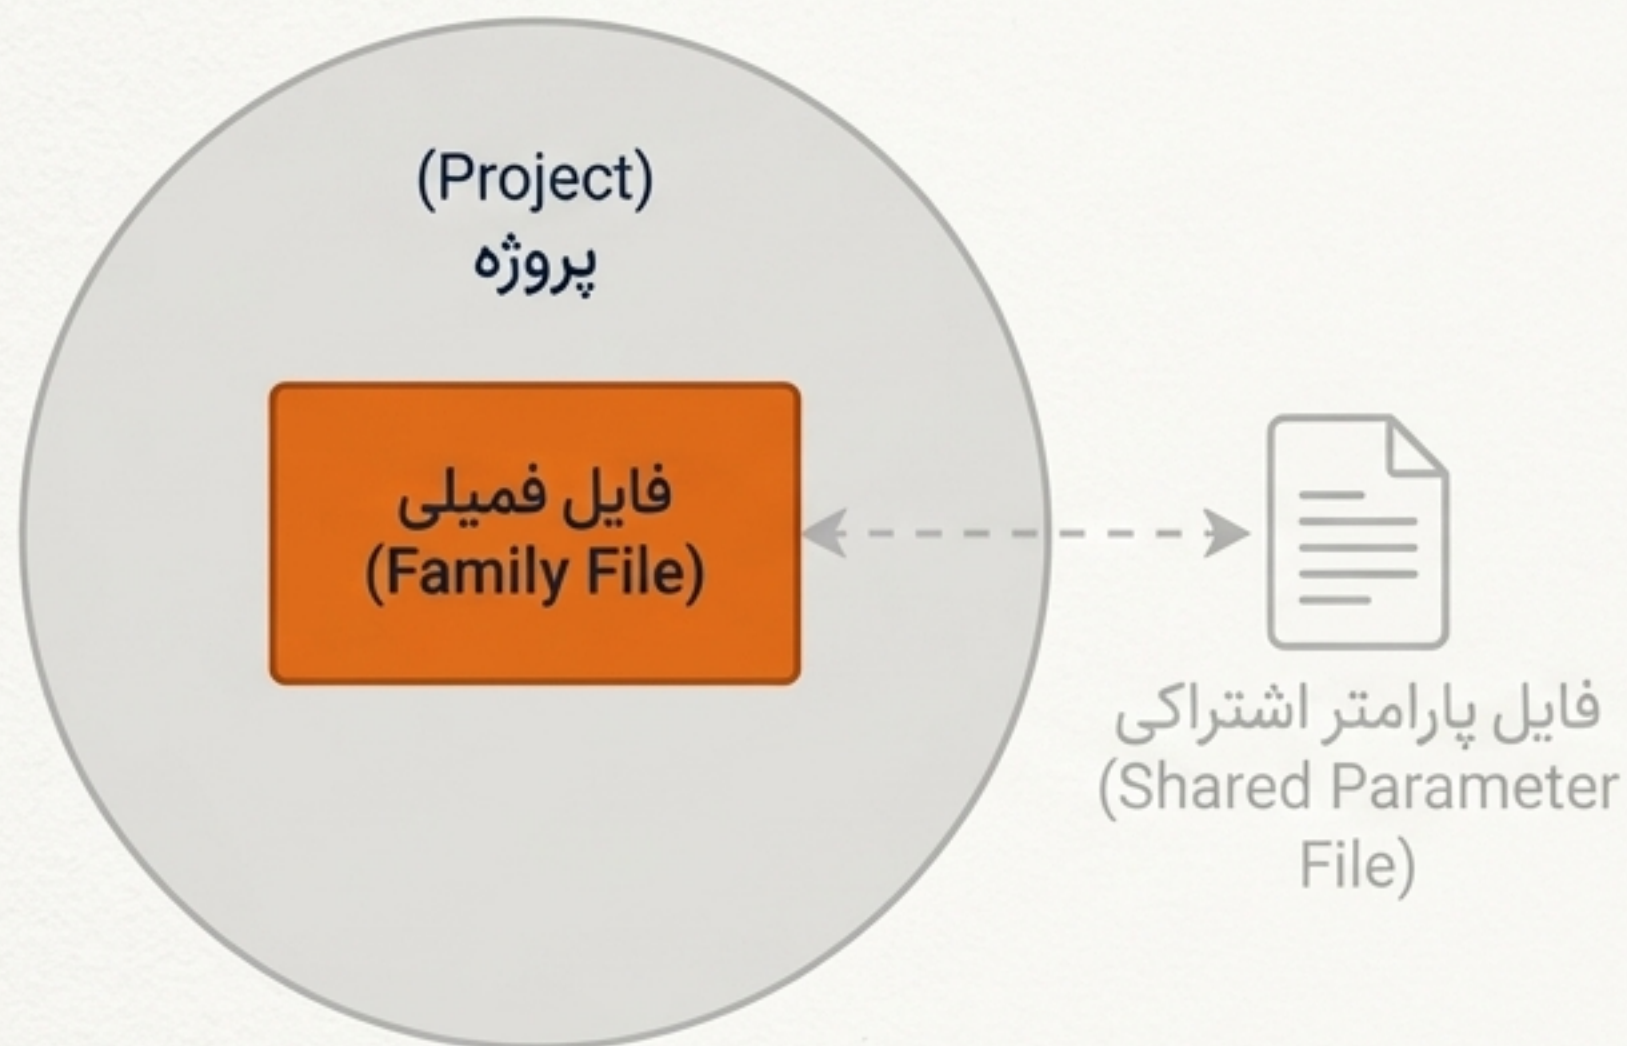 (Project)
پروژه
فایل فمیلی
(Family File)
فایل پارامتر اشتراکی
(Shared Parameter
File)